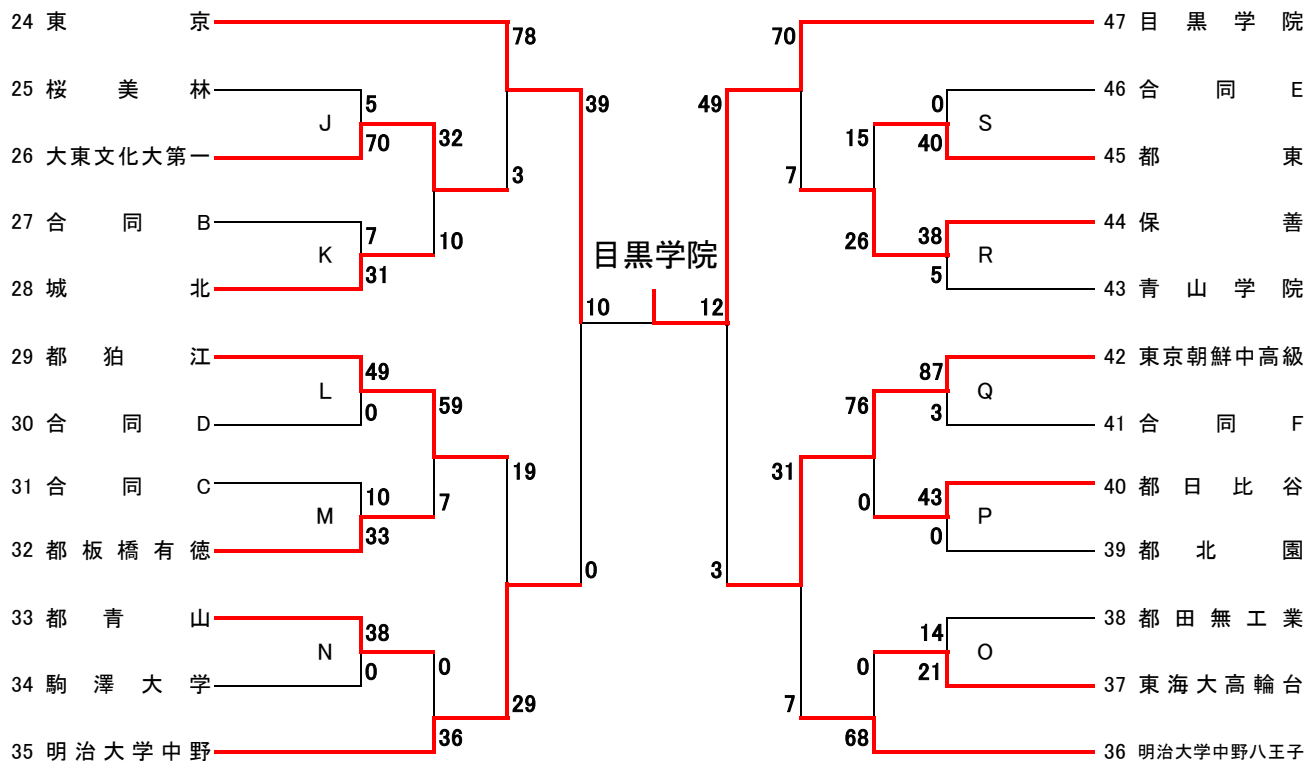 24 東京
78
70
47 目黒学院
25 桜美林
5
39
49
0
46 合同E
J
S
70
32
15
40
26 大東文化大第一
45 都東
3
7
27 合同B
44 保善
7
10
26
38
K
目黒学院
R
31
5
28 城北
43 青山学院
10
12
29 都狛江
42 東京朝鮮中高級
49
87
L
Q
0
59
76
3
30 合同D
41 合同F
19
31
31 合同C
40 都日比谷
10
7
0
43
M
P
33
0
32 都板橋有徳
39 都北園
0
3
33 都青山
38 都田無工業
38
14
N
O
0
0
0
21
34 駒澤大学
37 東海大高輪台
29
7
36
68
35 明治大学中野
36 明治大学中野八王子